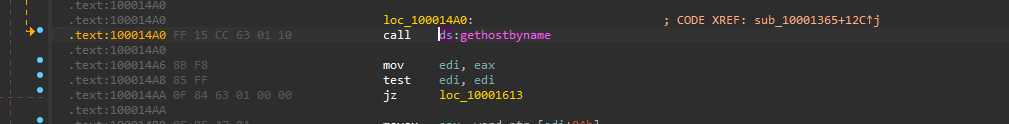 .text:100014A0
.text:100014A0 loc_100014A0: ; CODE XREF: sub_10001365+12C↑j
.text:100014A0 FF 15 CC 63 01 10 call ds:gethostbyname
.text:100014A0
.text:100014A6 8B F8 mov edi, eax
.text:100014A8 85 FF test edi, edi
.text:100014AA 0F 84 63 01 00 00 jz loc_10001613
.text:100014AA